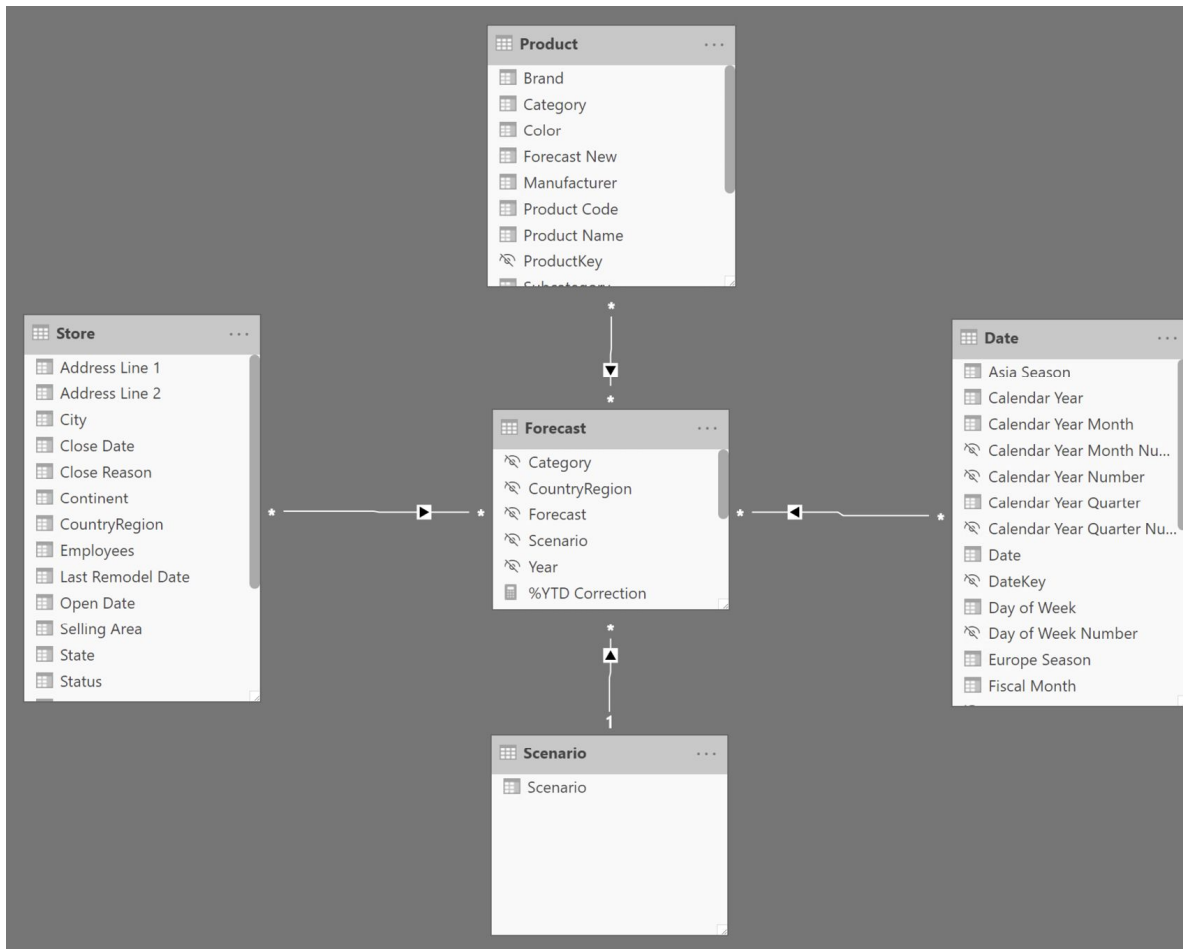 Product
Brand
Category
Color
Forecast New
Manufacturer
Product Code
Product Name
ProductKey
Subcategory
*
*
Store
Address Line 1
Address Line 2
City
Close Date
Close Reason
Continent
CountryRegion
Employees
Last Remodel Date
Open Date
Selling Area
State
Status
*
*
Forecast
Category
CountryRegion
Forecast
Scenario
Year
%YTD Correction
*
*
Date
Asia Season
Calendar Year
Calendar Year Month
Calendar Year Month Nu...
Calendar Year Number
Calendar Year Quarter
Calendar Year Quarter Nu...
Date
DateKey
Day of Week
Day of Week Number
Europe Season
Fiscal Month
*
1
Scenario
Scenario